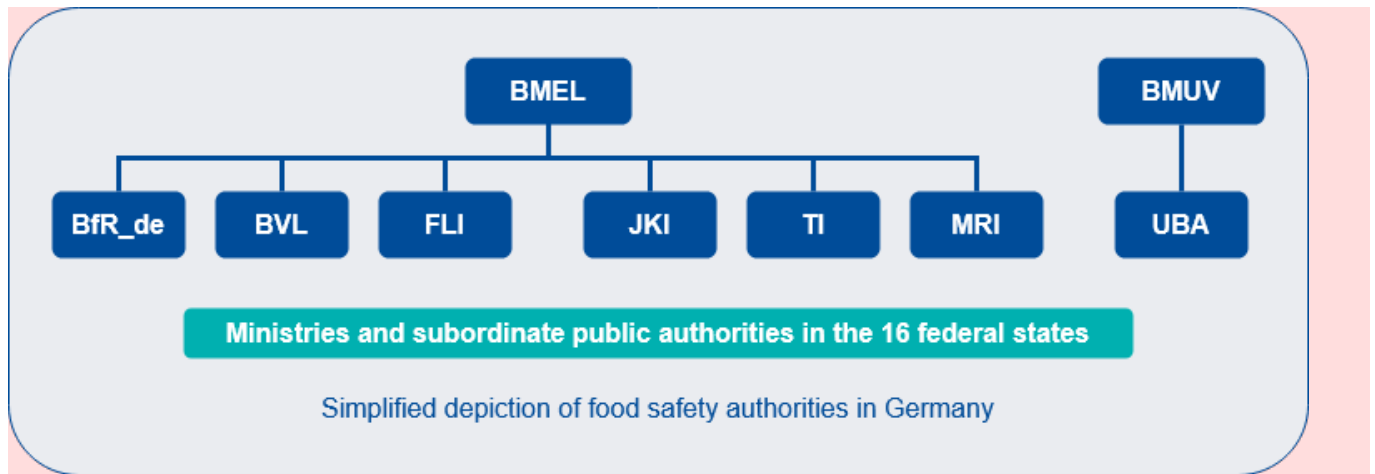 BMEL
BMUV
BfR_de
BVL
FLI
JKI
TI
MRI
UBA
Ministries and subordinate public authorities in the 16 federal states
Simplified depiction of food safety authorities in Germany